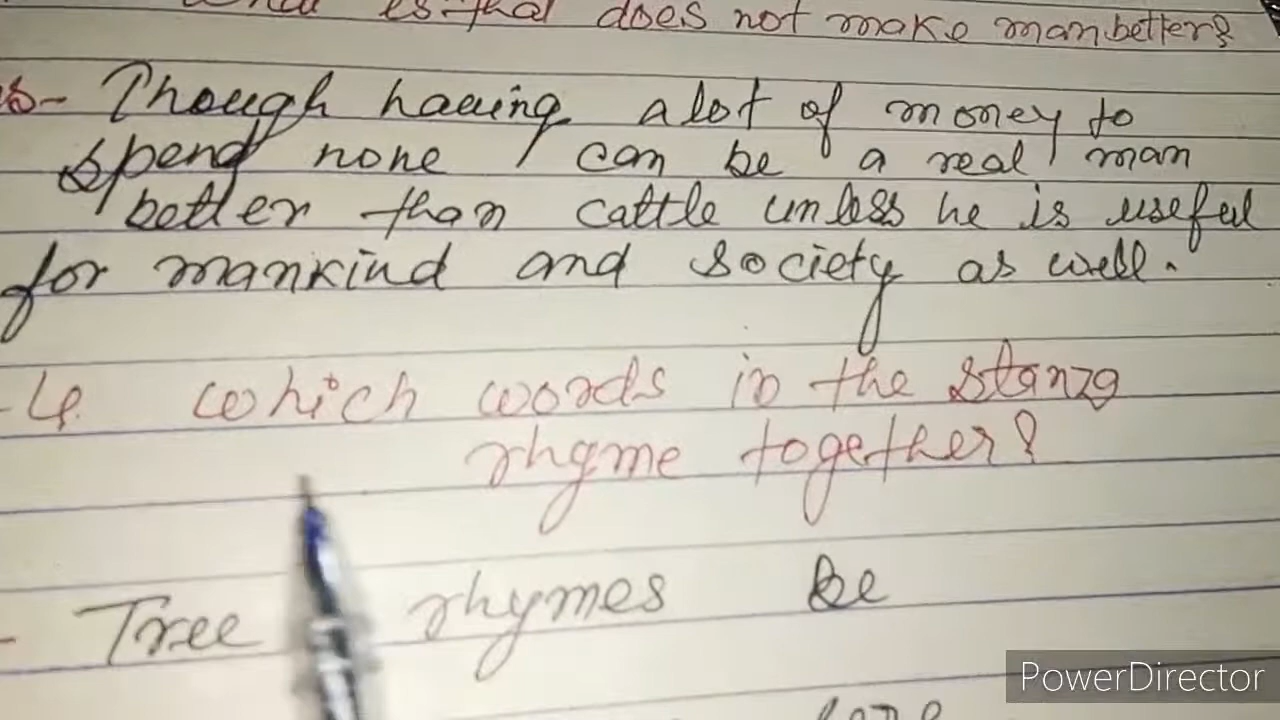 does not make man better?
Though having a lot of money to
spend none can be a real man
better than cattle unless he is useful
for mankind and society as well.
4. which words in the stanza
rhyme together?
- Tree rhymes be
PowerDirector